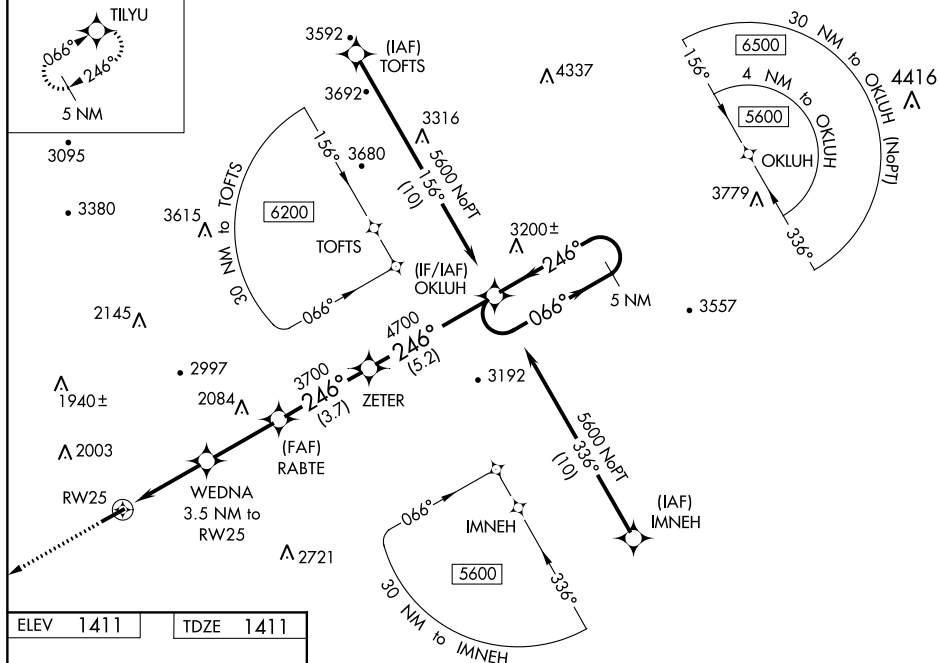 TILYU
066°
246°
5 NM
3095
3380
3615
2145
2997
1940±
2084
2003
RW25
WEDNA
3.5 NM to
RW25
(FAF)
RABTE
3700
246°
(3.7)
ZETER
4700
246°
(5.2)
2721
3592
(IAF)
TOFTS
3692
3316
3680
4337
5600 NoPT
156°
(10)
156°
30 NM to TOFTS
6200
TOFTS
066°
(IF/IAF)
OKLUH
3200±
246°
066°
5 NM
3557
3192
30 NM to OKLUH (NoPT)
6500
4416
156°
4 NM to OKLUH
5600
OKLUH
3779
336°
5600 NoPT
336°
(10)
(IAF)
IMNEH
066°
IMNEH
5600
336°
30 NM to IMNEH
ELEV 1411
TDZE 1411